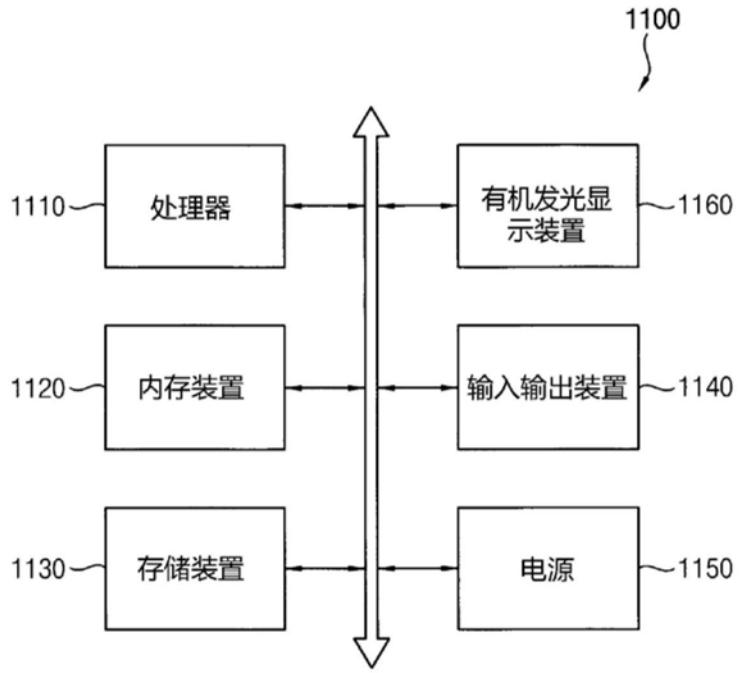 1100
1110
处理器
有机发光显
示装置
1160
1120
内存装置
输入输出装置
1140
1130
存储装置
电源
1150